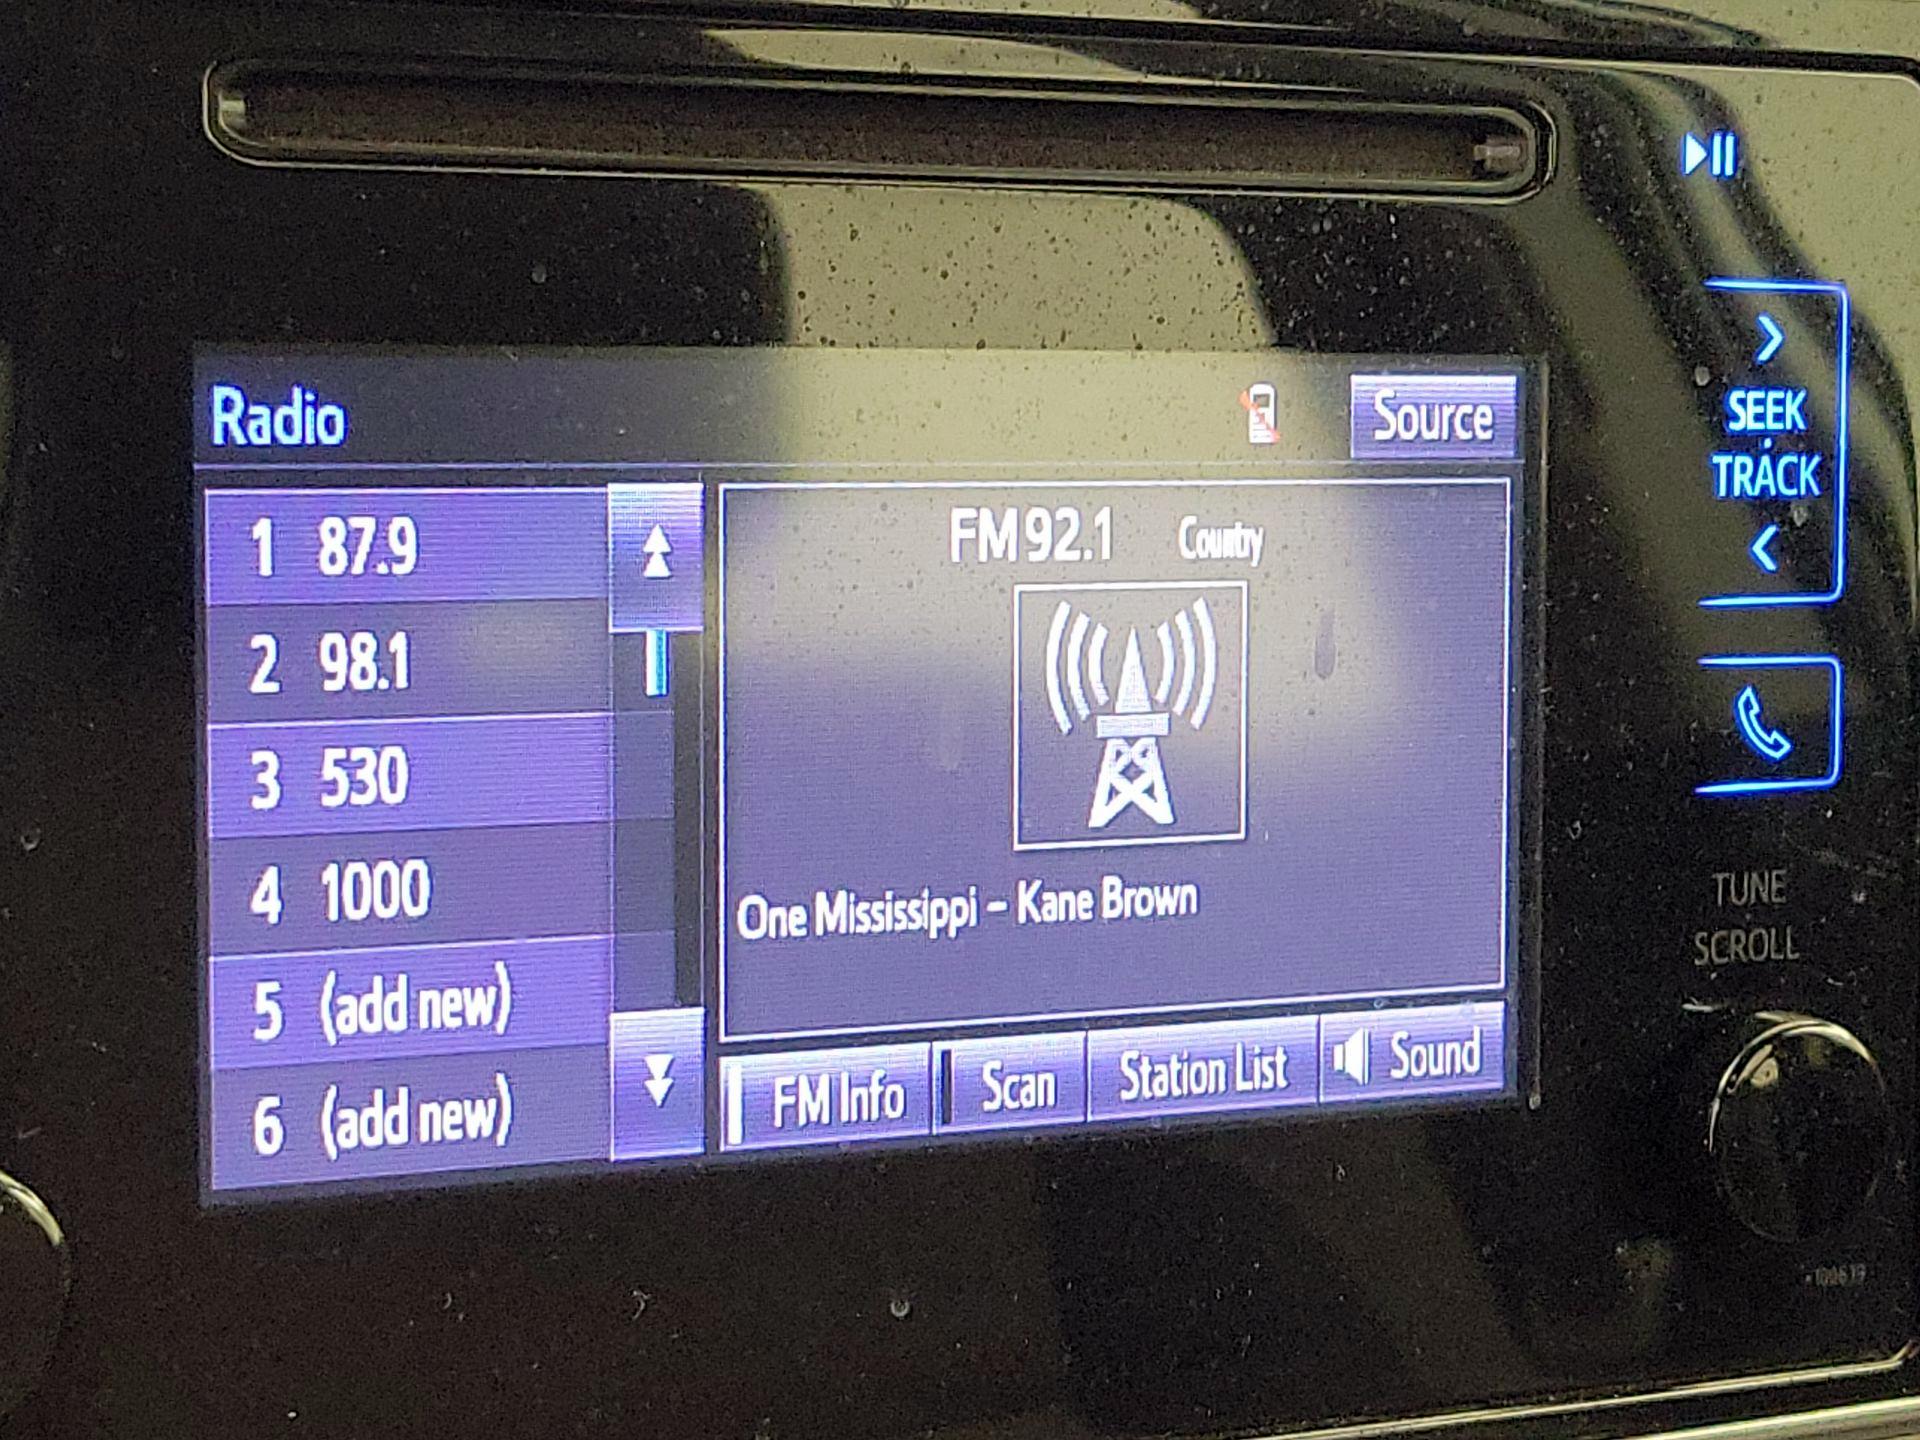 Radio
Source
1 87.9
2 98.1
3 530
4 1000
5 (add new)
6 (add new)
FM 92.1 Country
One Mississippi – Kane Brown
FM Info
Scan
Station List
Sound
SEEK
TRACK
TUNE
SCROLL